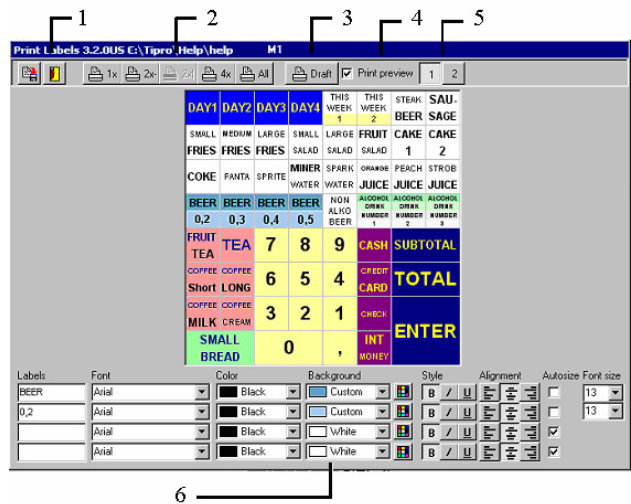 1 2 3 4 5
Print Labels 3.2.0US C:\Tipro\Help\help M1
1x 2x- 2x| 4x All Draft Print preview 1 2
DAY1 DAY2 DAY3 DAY4 THIS WEEK 1 THIS WEEK 2 STEAK BEER SAU- SAGE
SMALL FRIES MEDIUM FRIES LARGE FRIES SMALL SALAD LARGE SALAD FRUIT SALAD CAKE 1 CAKE 2
COKE FANTA SPRITE MINER WATER SPARK WATER ORANGE JUICE PEACH JUICE STROB JUICE
BEER 0,2 BEER 0,3 BEER 0,4 BEER 0,5 NON ALKO BEER ALCOHOL DRINK NUMBER 1 ALCOHOL DRINK NUMBER 2 ALCOHOL DRINK NUMBER 3
FRUIT TEA TEA 7 8 9 CASH SUBTOTAL
COFFEE Short COFFEE LONG 6 5 4 CREDIT CARD TOTAL
COFFEE MILK COFFEE CREAM 3 2 1 CHECK ENTER
SMALL BREAD 0 , INT MONEY
Labels Font Color Background Style Alignment Autosize Font size
BEER Arial Black Custom B / U 13
0,2 Arial Black Custom B / U 13
Arial Black White B / U
Arial Black White B / U
6